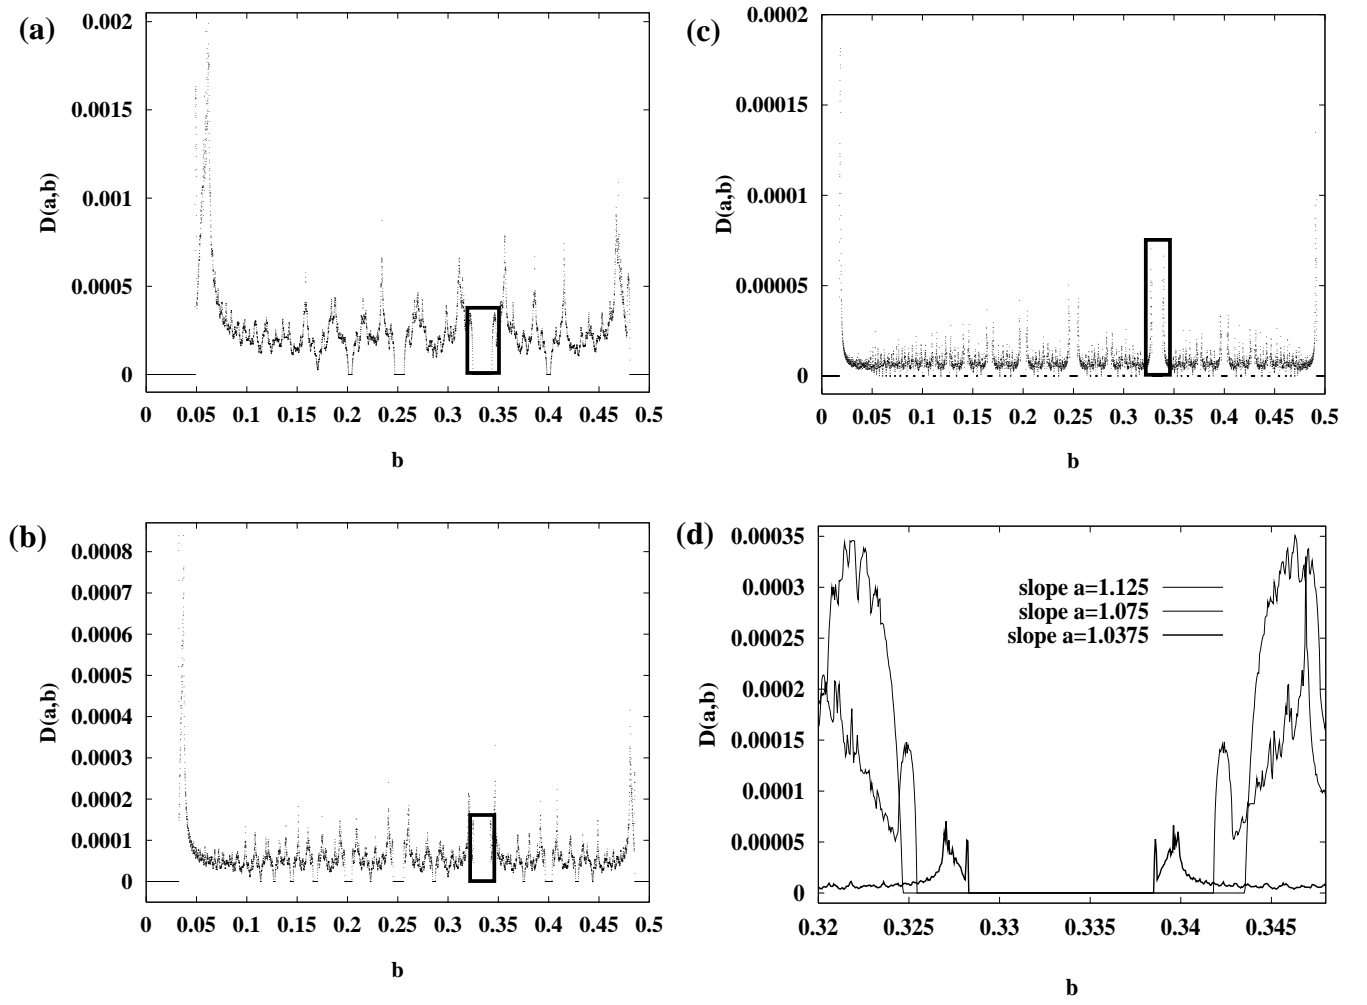 (a)
D(a,b)
0.002
0.0015
0.001
0.0005
0
0 0.05 0.1 0.15 0.2 0.25 0.3 0.35 0.4 0.45 0.5
b
(c)
D(a,b)
0.0002
0.00015
0.0001
0.00005
0
0 0.05 0.1 0.15 0.2 0.25 0.3 0.35 0.4 0.45 0.5
b
(b)
D(a,b)
0.0008
0.0007
0.0006
0.0005
0.0004
0.0003
0.0002
0.0001
0
0 0.05 0.1 0.15 0.2 0.25 0.3 0.35 0.4 0.45 0.5
b
(d)
D(a,b)
0.00035
0.0003
0.00025
0.0002
0.00015
0.0001
0.00005
0
slope a=1.125
slope a=1.075
slope a=1.0375
0.32 0.325 0.33 0.335 0.34 0.345
b